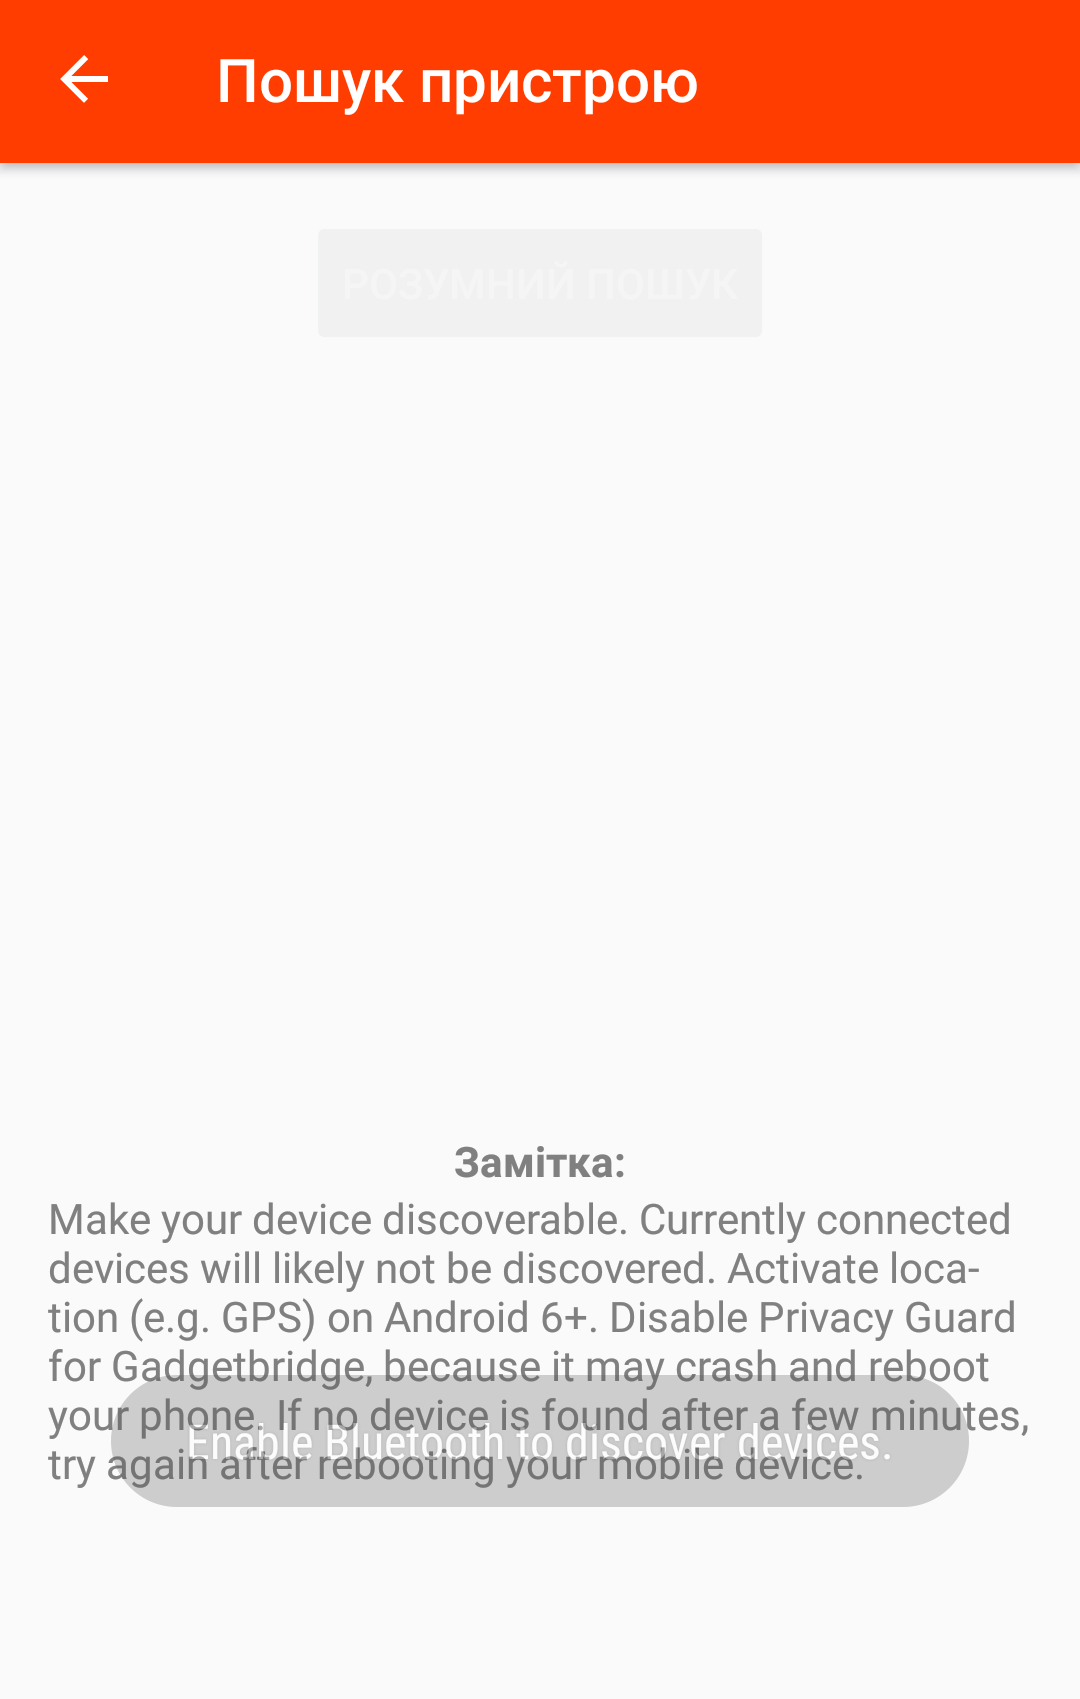 Пошук пристрою
РОЗУМНИЙ ПОШУК
Замітка:
Make your device discoverable. Currently connected
devices will likely not be discovered. Activate loca-
tion (e.g. GPS) on Android 6+. Disable Privacy Guard
for Gadgetbridge, because it may crash and reboot
your phone. If no device is found after a few minutes,
Enable Bluetooth to discover devices.
try again after rebooting your mobile device.